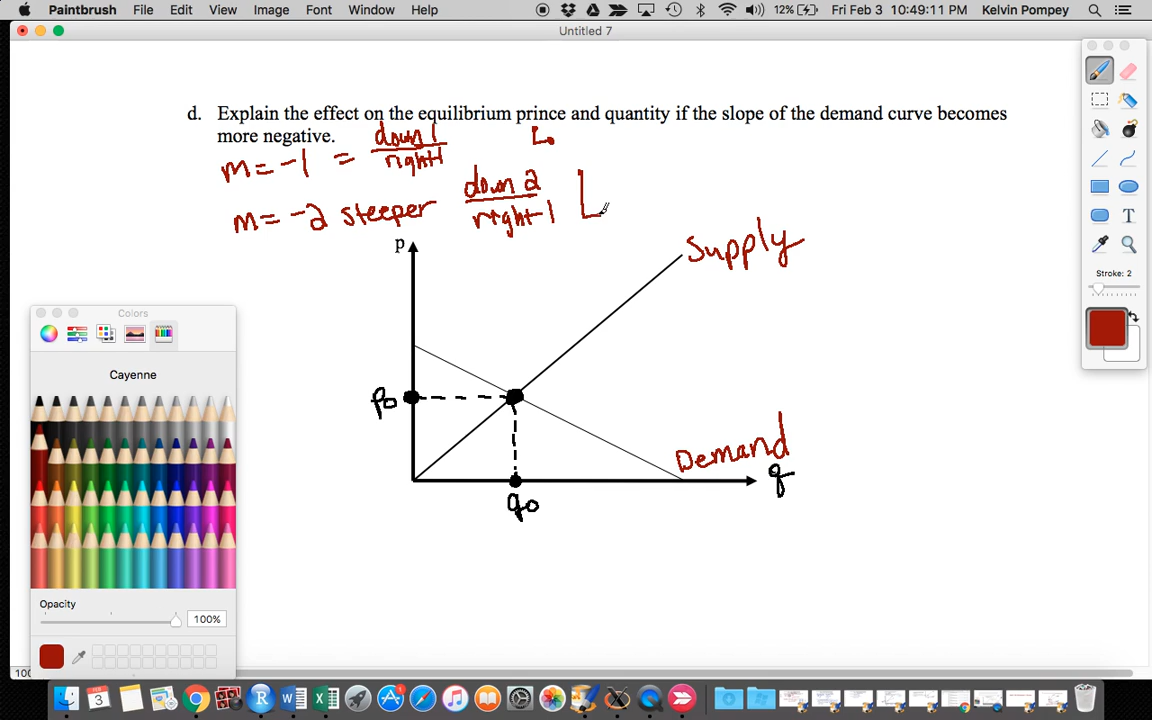 Paintbrush File Edit View Image Font Window Help 12% Fri Feb 3 10:49:11 PM Kelvin Pompey
Untitled 7
d. Explain the effect on the equilibrium prince and quantity if the slope of the demand curve becomes
more negative.
m = -1 = down 1
right 1
m = -2 steeper down 2
right 1
p
Supply
p0
Demand
q
q0
Colors
Cayenne
Opacity
100%
Stroke: 2
T
100